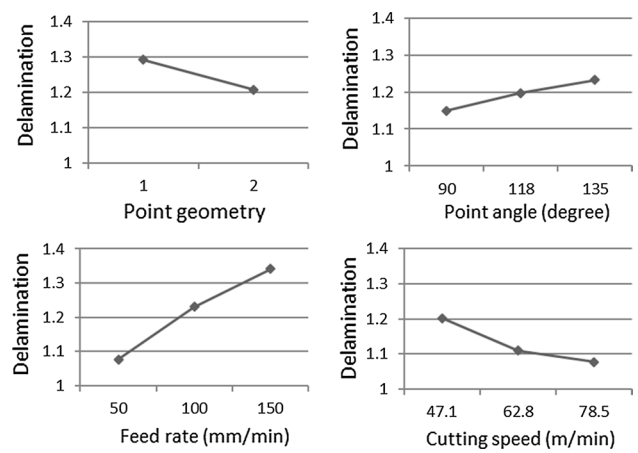 Delamination
1.4
1.3
1.2
1.1
1
1 2
Point geometry
Delamination
1.4
1.3
1.2
1.1
1
90 118 135
Point angle (degree)
Delamination
1.4
1.3
1.2
1.1
1
50 100 150
Feed rate (mm/min)
Delamination
1.4
1.3
1.2
1.1
1
47.1 62.8 78.5
Cutting speed (m/min)